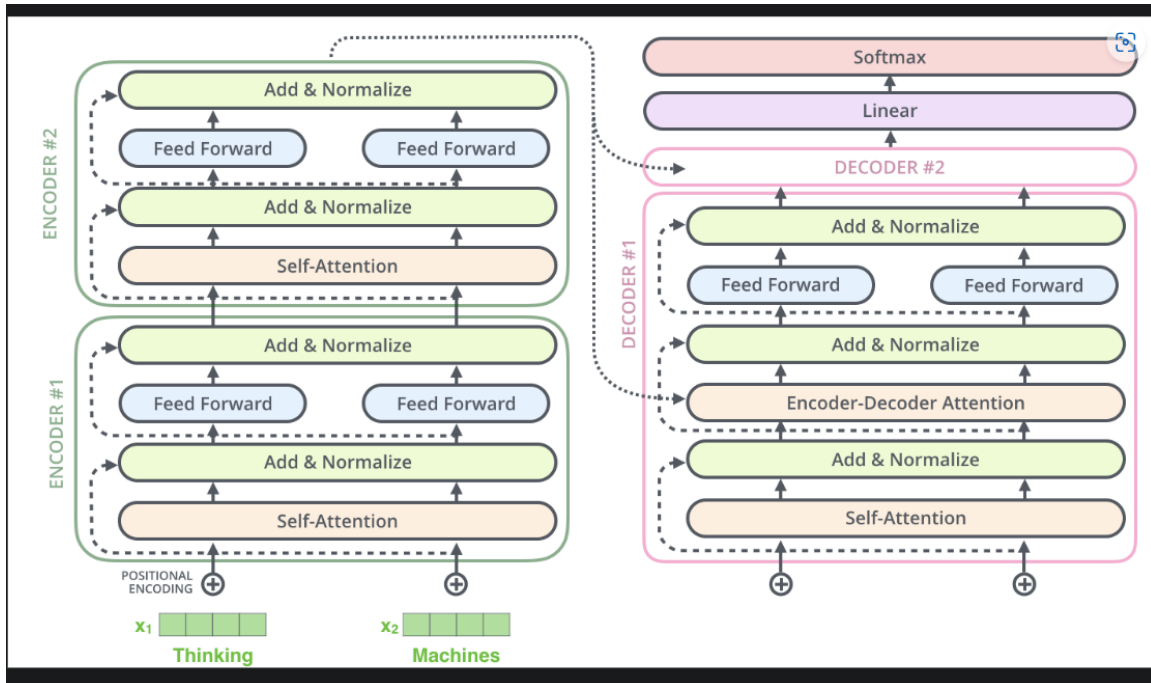 ENCODER #2
Add & Normalize
Feed Forward
Feed Forward
Add & Normalize
Self-Attention
ENCODER #1
Add & Normalize
Feed Forward
Feed Forward
Add & Normalize
Self-Attention
POSITIONAL
ENCODING
x₁
x₂
Thinking
Machines
Softmax
Linear
DECODER #2
DECODER #1
Add & Normalize
Feed Forward
Feed Forward
Add & Normalize
Encoder-Decoder Attention
Add & Normalize
Self-Attention